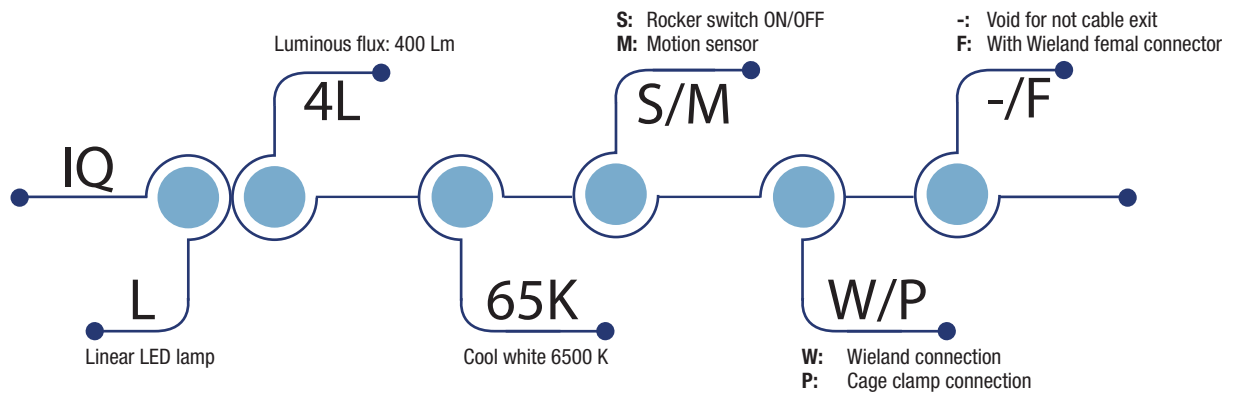 S: Rocker switch ON/OFF
M: Motion sensor
-: Void for not cable exit
F: With Wieland femal connector
Luminous flux: 400 Lm
4L
S/M
-/F
IQ
L
65K
W/P
Linear LED lamp
Cool white 6500 K
W: Wieland connection
P: Cage clamp connection